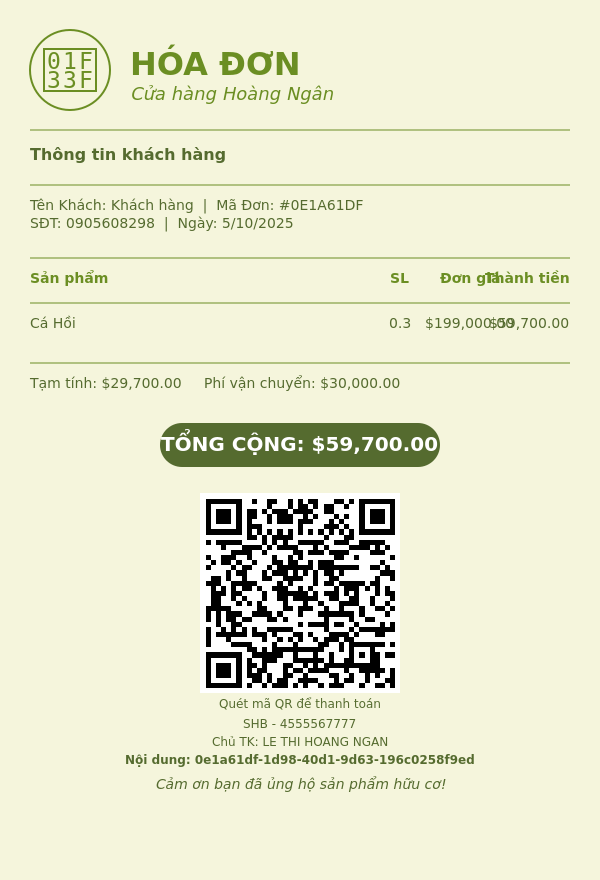 01F
33F
HÓA ĐƠN
Cửa hàng Hoàng Ngân
Thông tin khách hàng
Tên Khách: Khách hàng | Mã Đơn: #0E1A61DF
SĐT: 0905608298 | Ngày: 5/10/2025
Sản phẩm SL Đơn giá Thành tiền
Cá Hồi 0.3 $199,000.00 $59,700.00
Tạm tính: $29,700.00 Phí vận chuyển: $30,000.00
TỔNG CỘNG: $59,700.00
Quét mã QR để thanh toán
SHB - 4555567777
Chủ TK: LE THI HOANG NGAN
Nội dung: 0e1a61df-1d98-40d1-9d63-196c0258f9ed
Cảm ơn bạn đã ủng hộ sản phẩm hữu cơ!